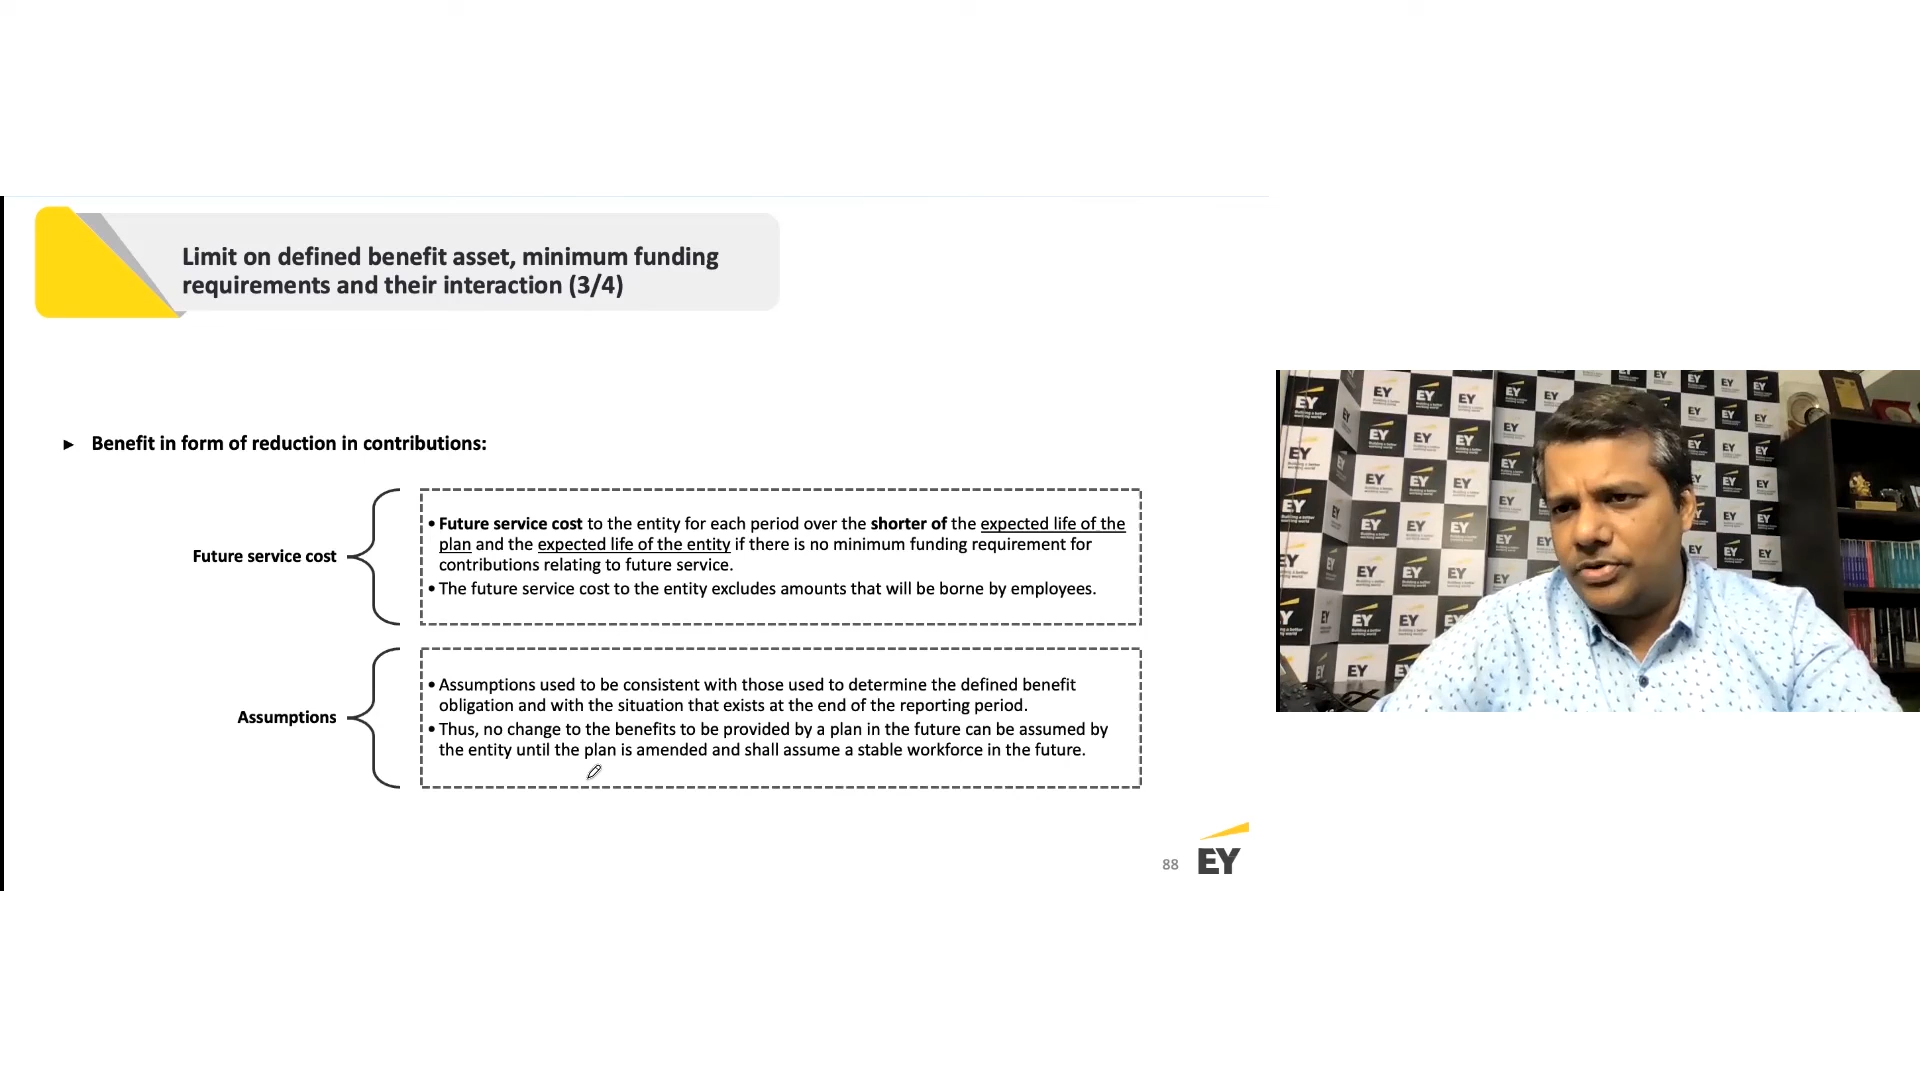 Limit on defined benefit asset, minimum funding
requirements and their interaction (3/4)
► Benefit in form of reduction in contributions:
Future service cost
• Future service cost to the entity for each period over the shorter of the expected life of the
plan and the expected life of the entity if there is no minimum funding requirement for
contributions relating to future service.
• The future service cost to the entity excludes amounts that will be borne by employees.
Assumptions
• Assumptions used to be consistent with those used to determine the defined benefit
obligation and with the situation that exists at the end of the reporting period.
• Thus, no change to the benefits to be provided by a plan in the future can be assumed by
the entity until the plan is amended and shall assume a stable workforce in the future.
88
EY